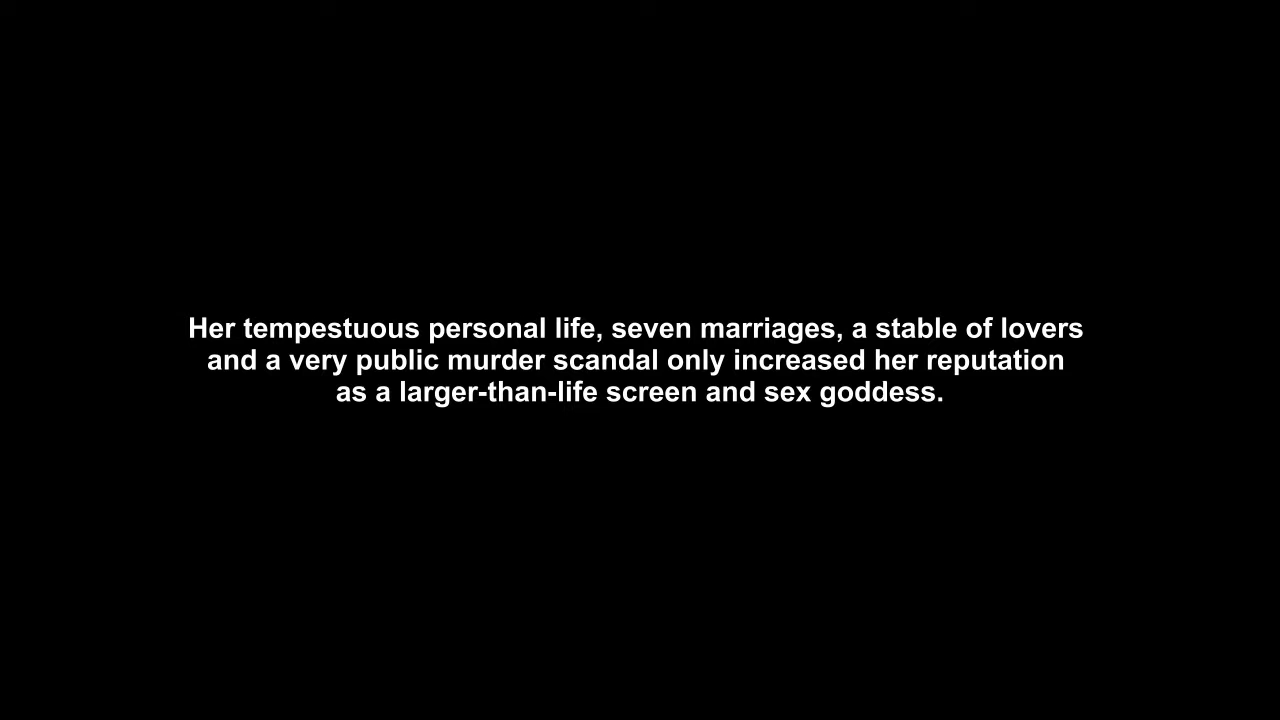 Her tempestuous personal life, seven marriages, a stable of lovers
and a very public murder scandal only increased her reputation
as a larger-than-life screen and sex goddess.